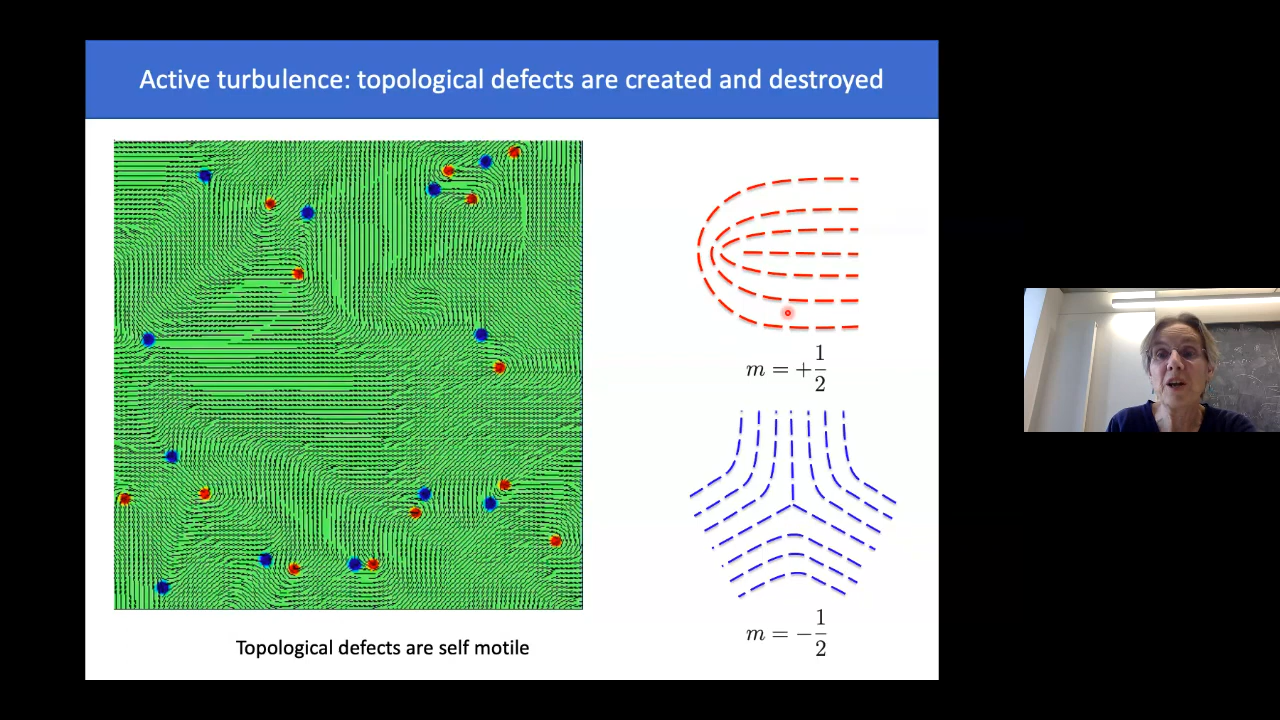 Active turbulence: topological defects are created and destroyed
m = +1/2
m = −1/2
Topological defects are self motile